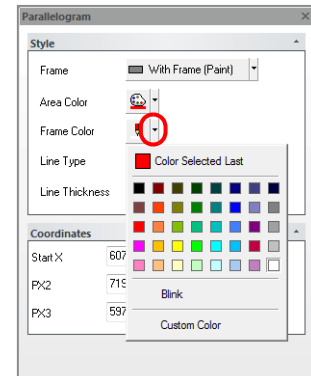 Parallelogram
Style
Frame With Frame (Paint)
Area Color
Frame Color
Line Type Color Selected Last
Line Thickness
Coordinates
Start X 607
PX2 719
PX3 597
Blink
Custom Color